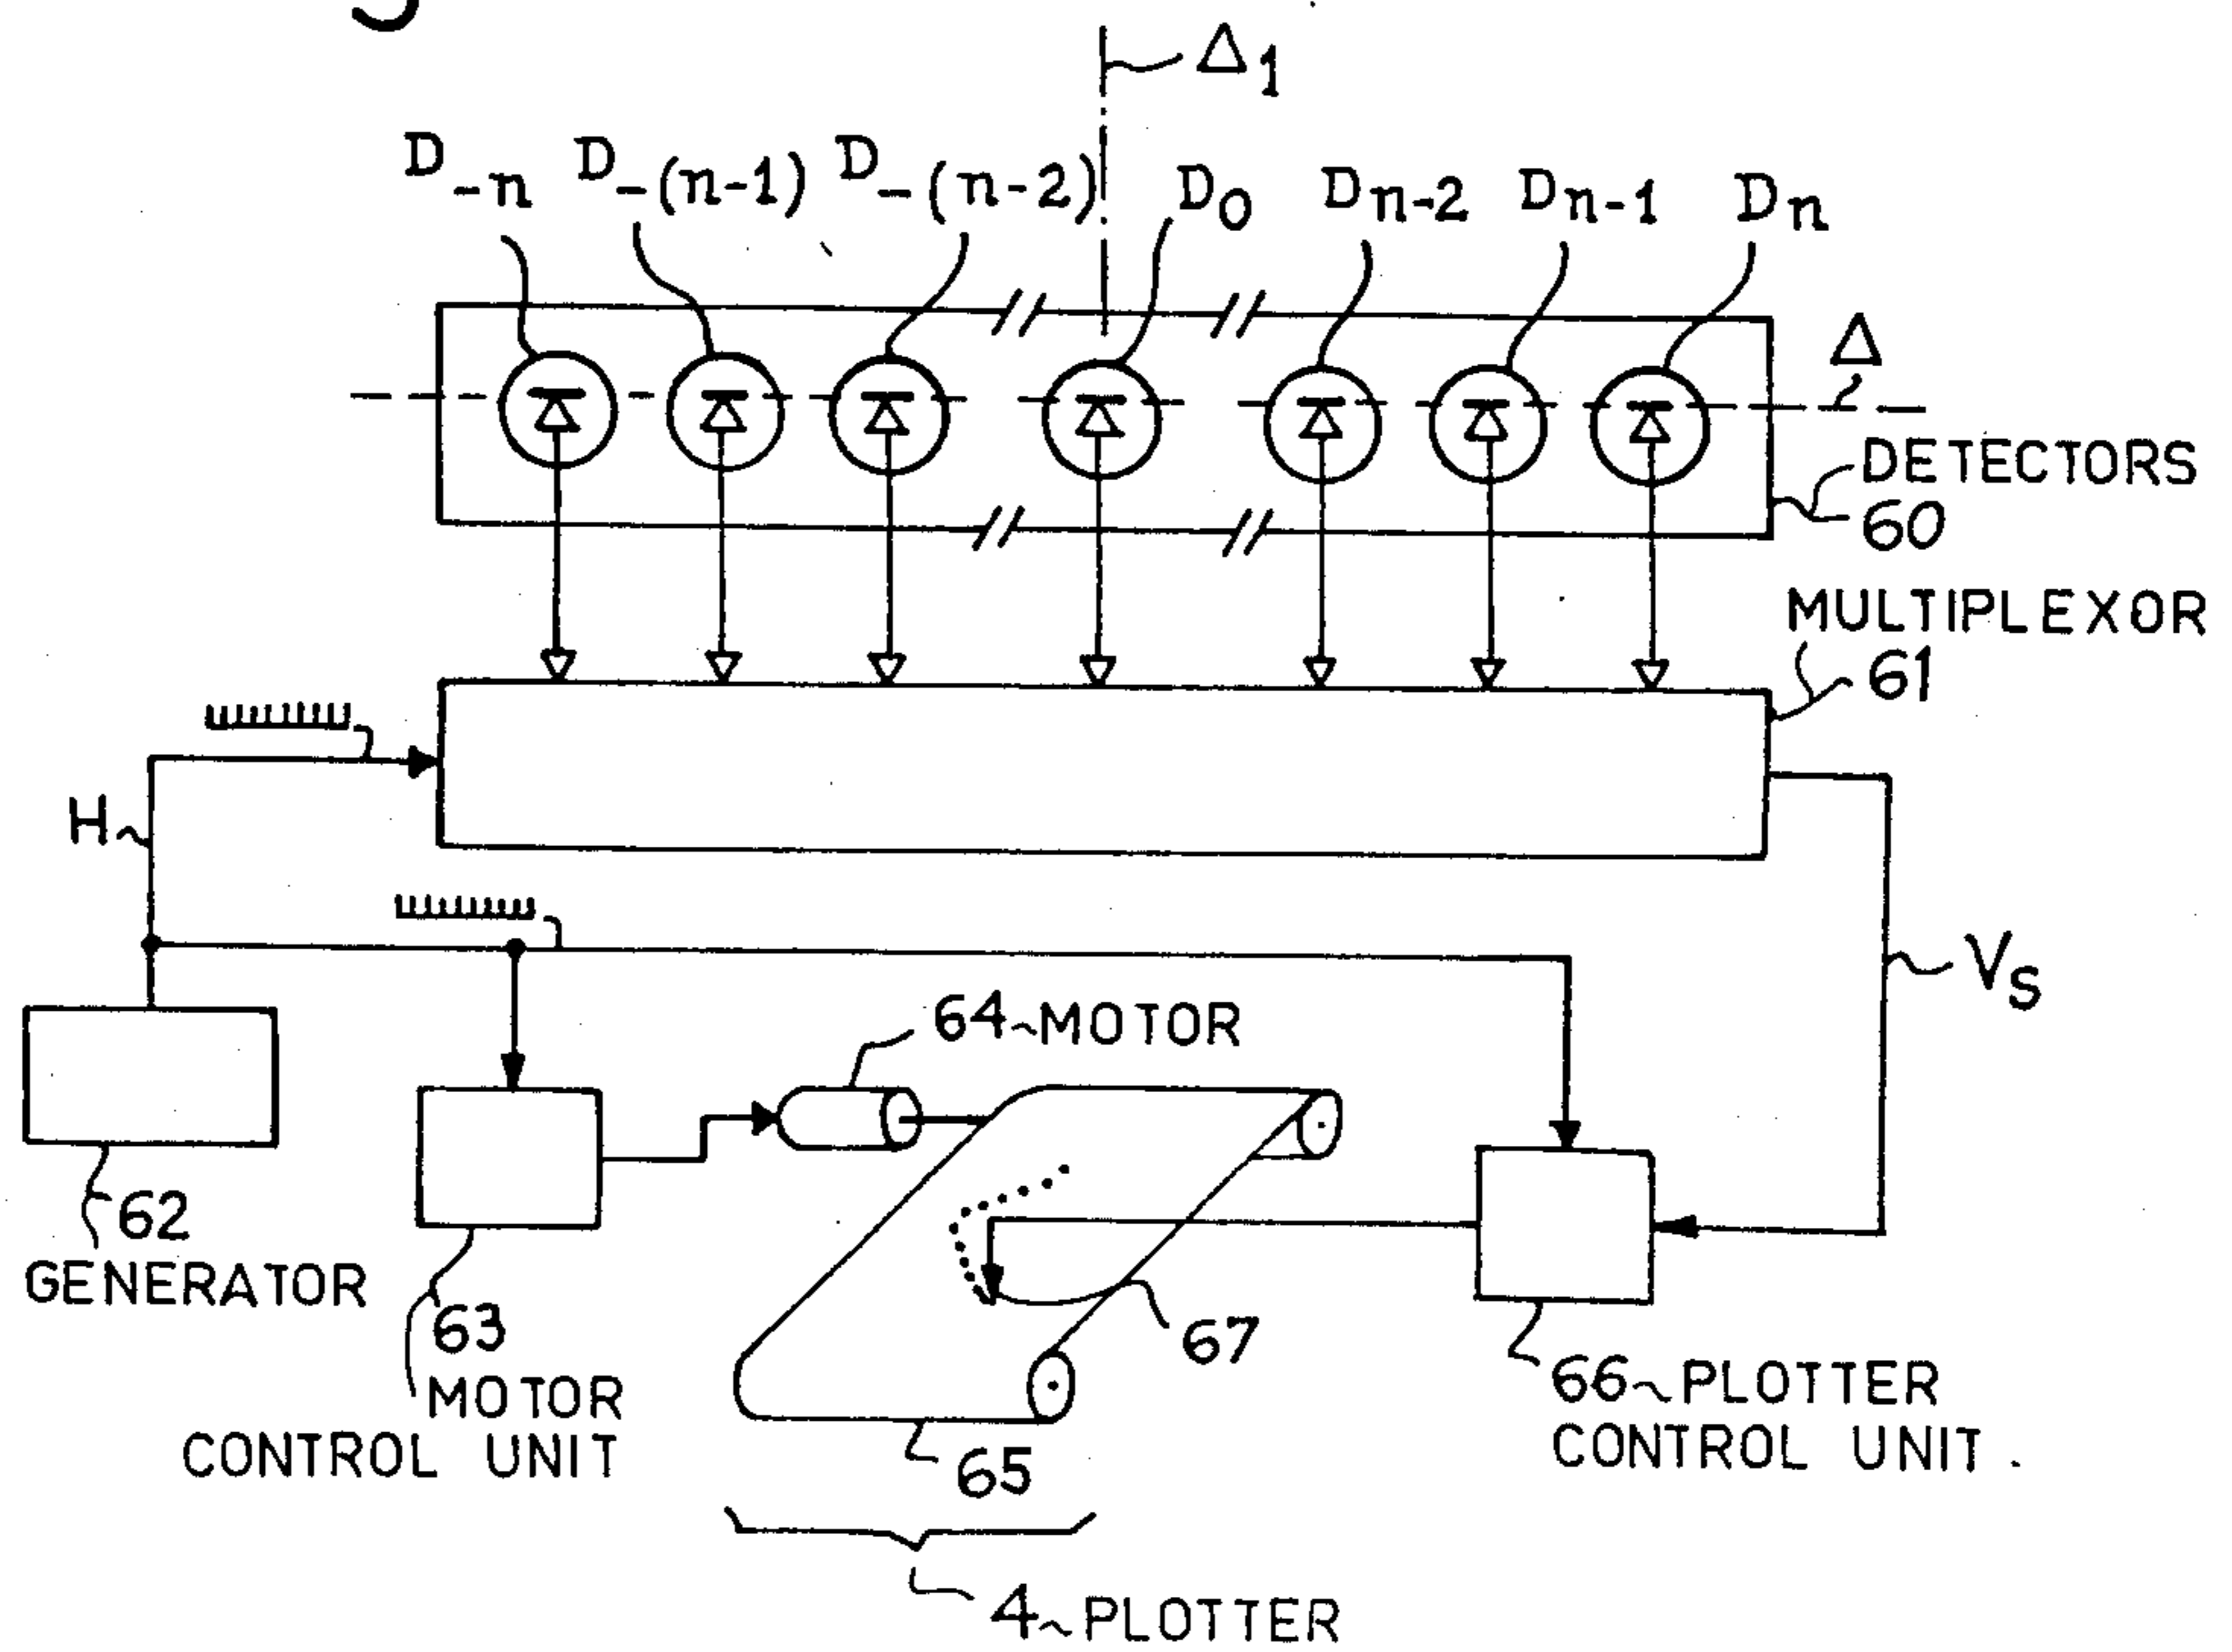 Δ1
D-n D-(n-1) D-(n-2) D0 Dn-2 Dn-1 Dn
Δ
DETECTORS
60
MULTIPLEXOR
61
H
VS
64~MOTOR
62
GENERATOR
63
MOTOR
CONTROL UNIT
67
66~PLOTTER
CONTROL UNIT.
65
4~PLOTTER